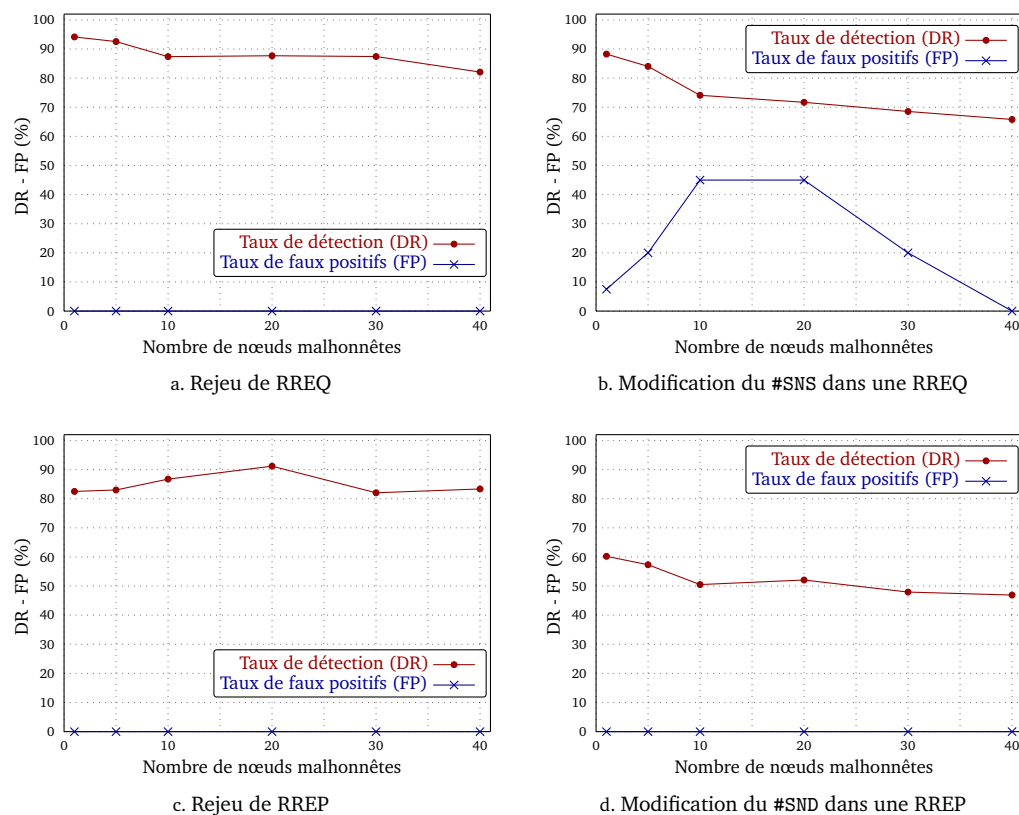 100
90
80
70
60
50
40
30
20
10
0
DR - FP (%)
Taux de détection (DR)
Taux de faux positifs (FP)
0 10 20 30 40
Nombre de nœuds malhonnêtes
a. Rejeu de RREQ
100
90
80
70
60
50
40
30
20
10
0
DR - FP (%)
Taux de détection (DR)
Taux de faux positifs (FP)
0 10 20 30 40
Nombre de nœuds malhonnêtes
b. Modification du #SNS dans une RREQ
100
90
80
70
60
50
40
30
20
10
0
DR - FP (%)
Taux de détection (DR)
Taux de faux positifs (FP)
0 10 20 30 40
Nombre de nœuds malhonnêtes
c. Rejeu de RREP
100
90
80
70
60
50
40
30
20
10
0
DR - FP (%)
Taux de détection (DR)
Taux de faux positifs (FP)
0 10 20 30 40
Nombre de nœuds malhonnêtes
d. Modification du #SND dans une RREP